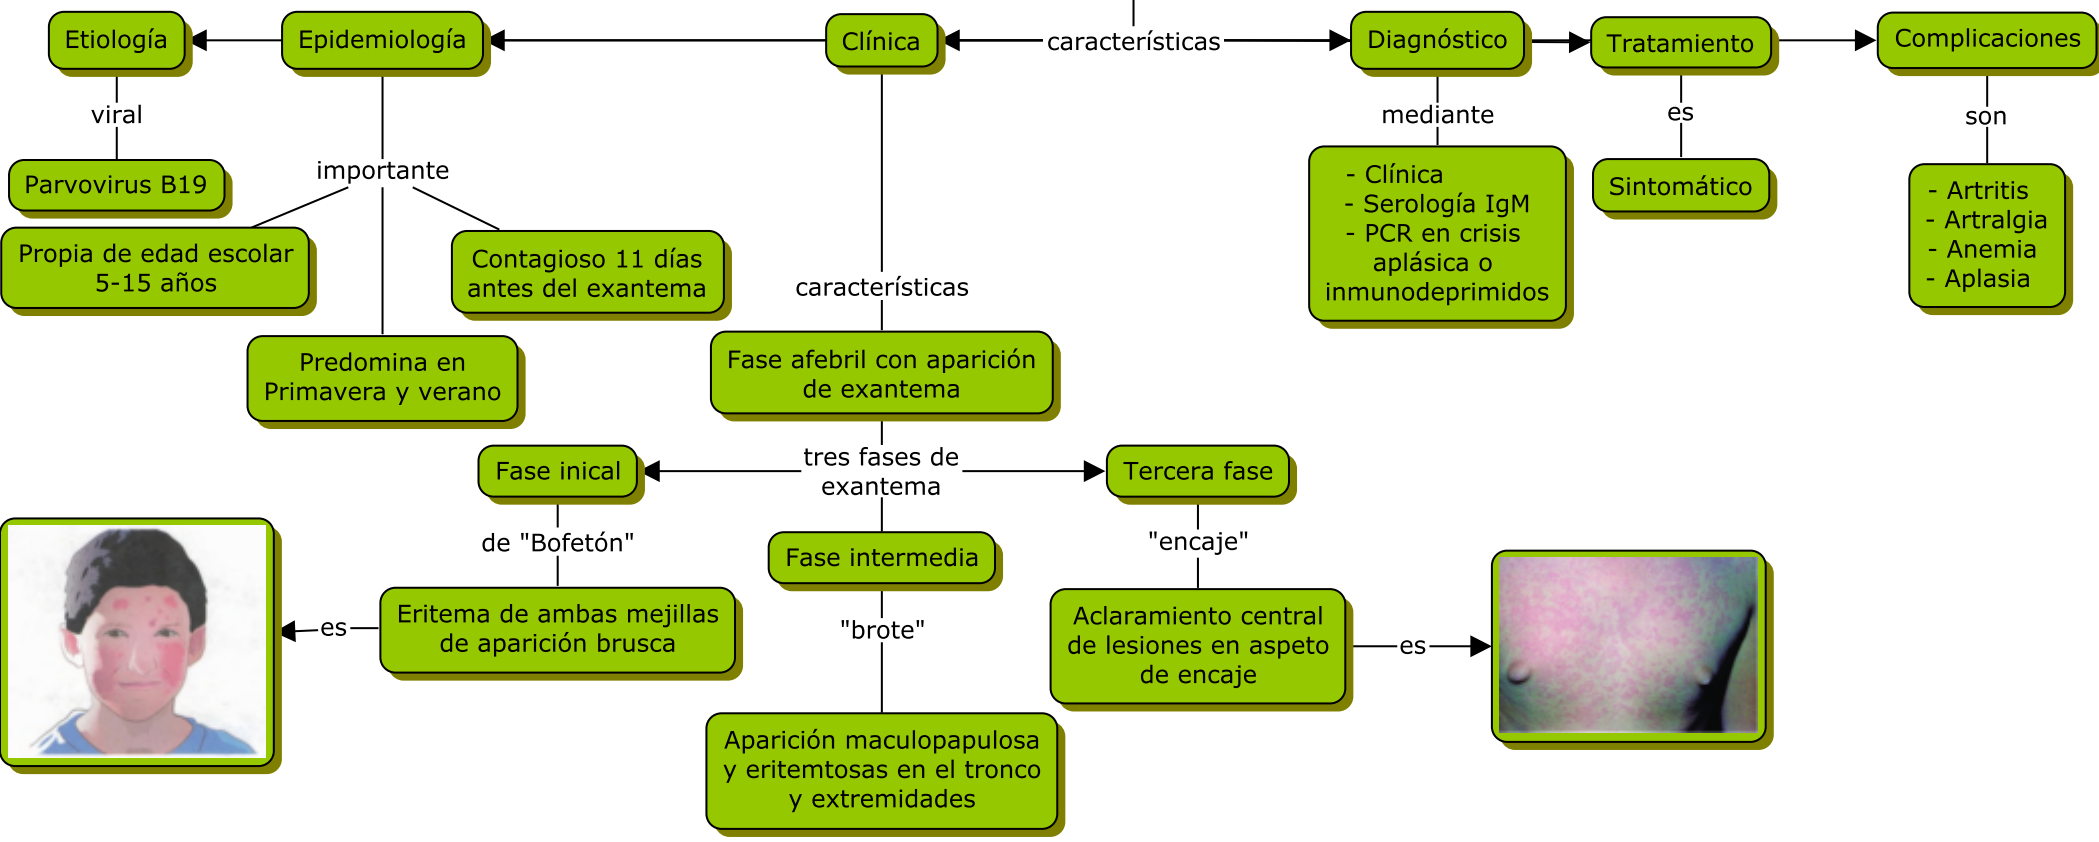 Etiología
Epidemiología
Clínica
características
Diagnóstico
Tratamiento
Complicaciones
viral
Parvovirus B19
importante
Propia de edad escolar
5-15 años
Contagioso 11 días
antes del exantema
Predomina en
Primavera y verano
características
Fase afebril con aparición
de exantema
mediante
- Clínica
- Serología IgM
- PCR en crisis
aplásica o
inmunodeprimidos
es
Sintomático
son
- Artritis
- Artralgia
- Anemia
- Aplasia
tres fases de
exantema
Fase inical
de "Bofetón"
Eritema de ambas mejillas
de aparición brusca
es
Fase intermedia
"brote"
Aparición maculopapulosa
y eritemtosas en el tronco
y extremidades
Tercera fase
"encaje"
Aclaramiento central
de lesiones en aspeto
de encaje
es